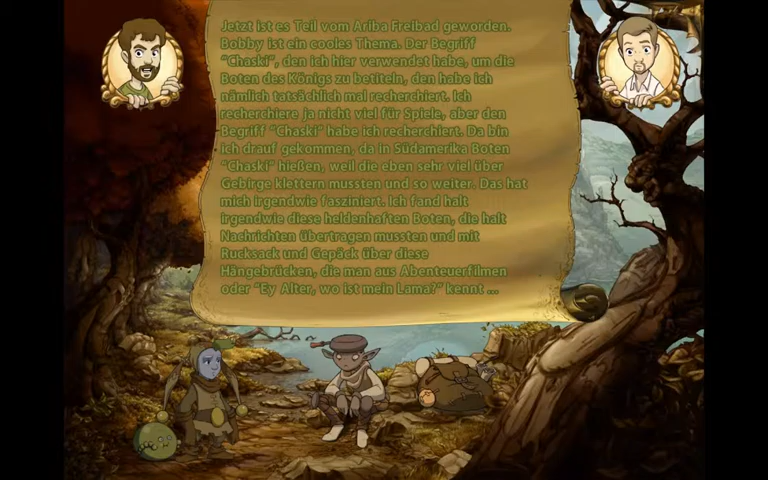 Jetzt ist es Teil vom Ariba Freibad geworden.
Bobby ist ein cooles Thema. Der Begriff
"Chaski", den ich hier verwendet habe, um die
Boten des Königs zu betiteln, den habe ich
nämlich tatsächlich mal recherchiert. Ich
recherchiere ja nicht viel für Spiele, aber den
Begriff "Chaski" habe ich recherchiert. Da bin
ich drauf gekommen, da in Südamerika Boten
"Chaski" hießen, weil die eben sehr viel über
Gebirge klettern mussten und so weiter. Das hat
mich irgendwie fasziniert. Ich fand halt
irgendwie diese heldenhaften Boten, die halt
Nachrichten übertragen mussten und mit
Rucksack und Gepäck über diese
Hängebrücken, die man aus Abenteuerfilmen
oder "Ey Alter, wo ist mein Lama?" kennt ...